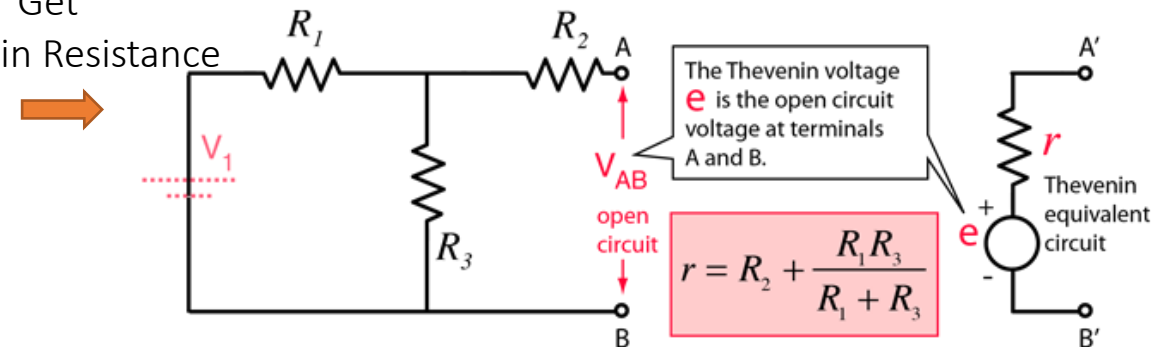 Get
in Resistance
R₁
R₂
A
V₁
R₃
V_AB
open
circuit
B
The Thevenin voltage
e is the open circuit
voltage at terminals
A and B.
r = R₂ + R₁R₃ / R₁ + R₃
A′
r
Thevenin
equivalent
circuit
+
e
-
B′